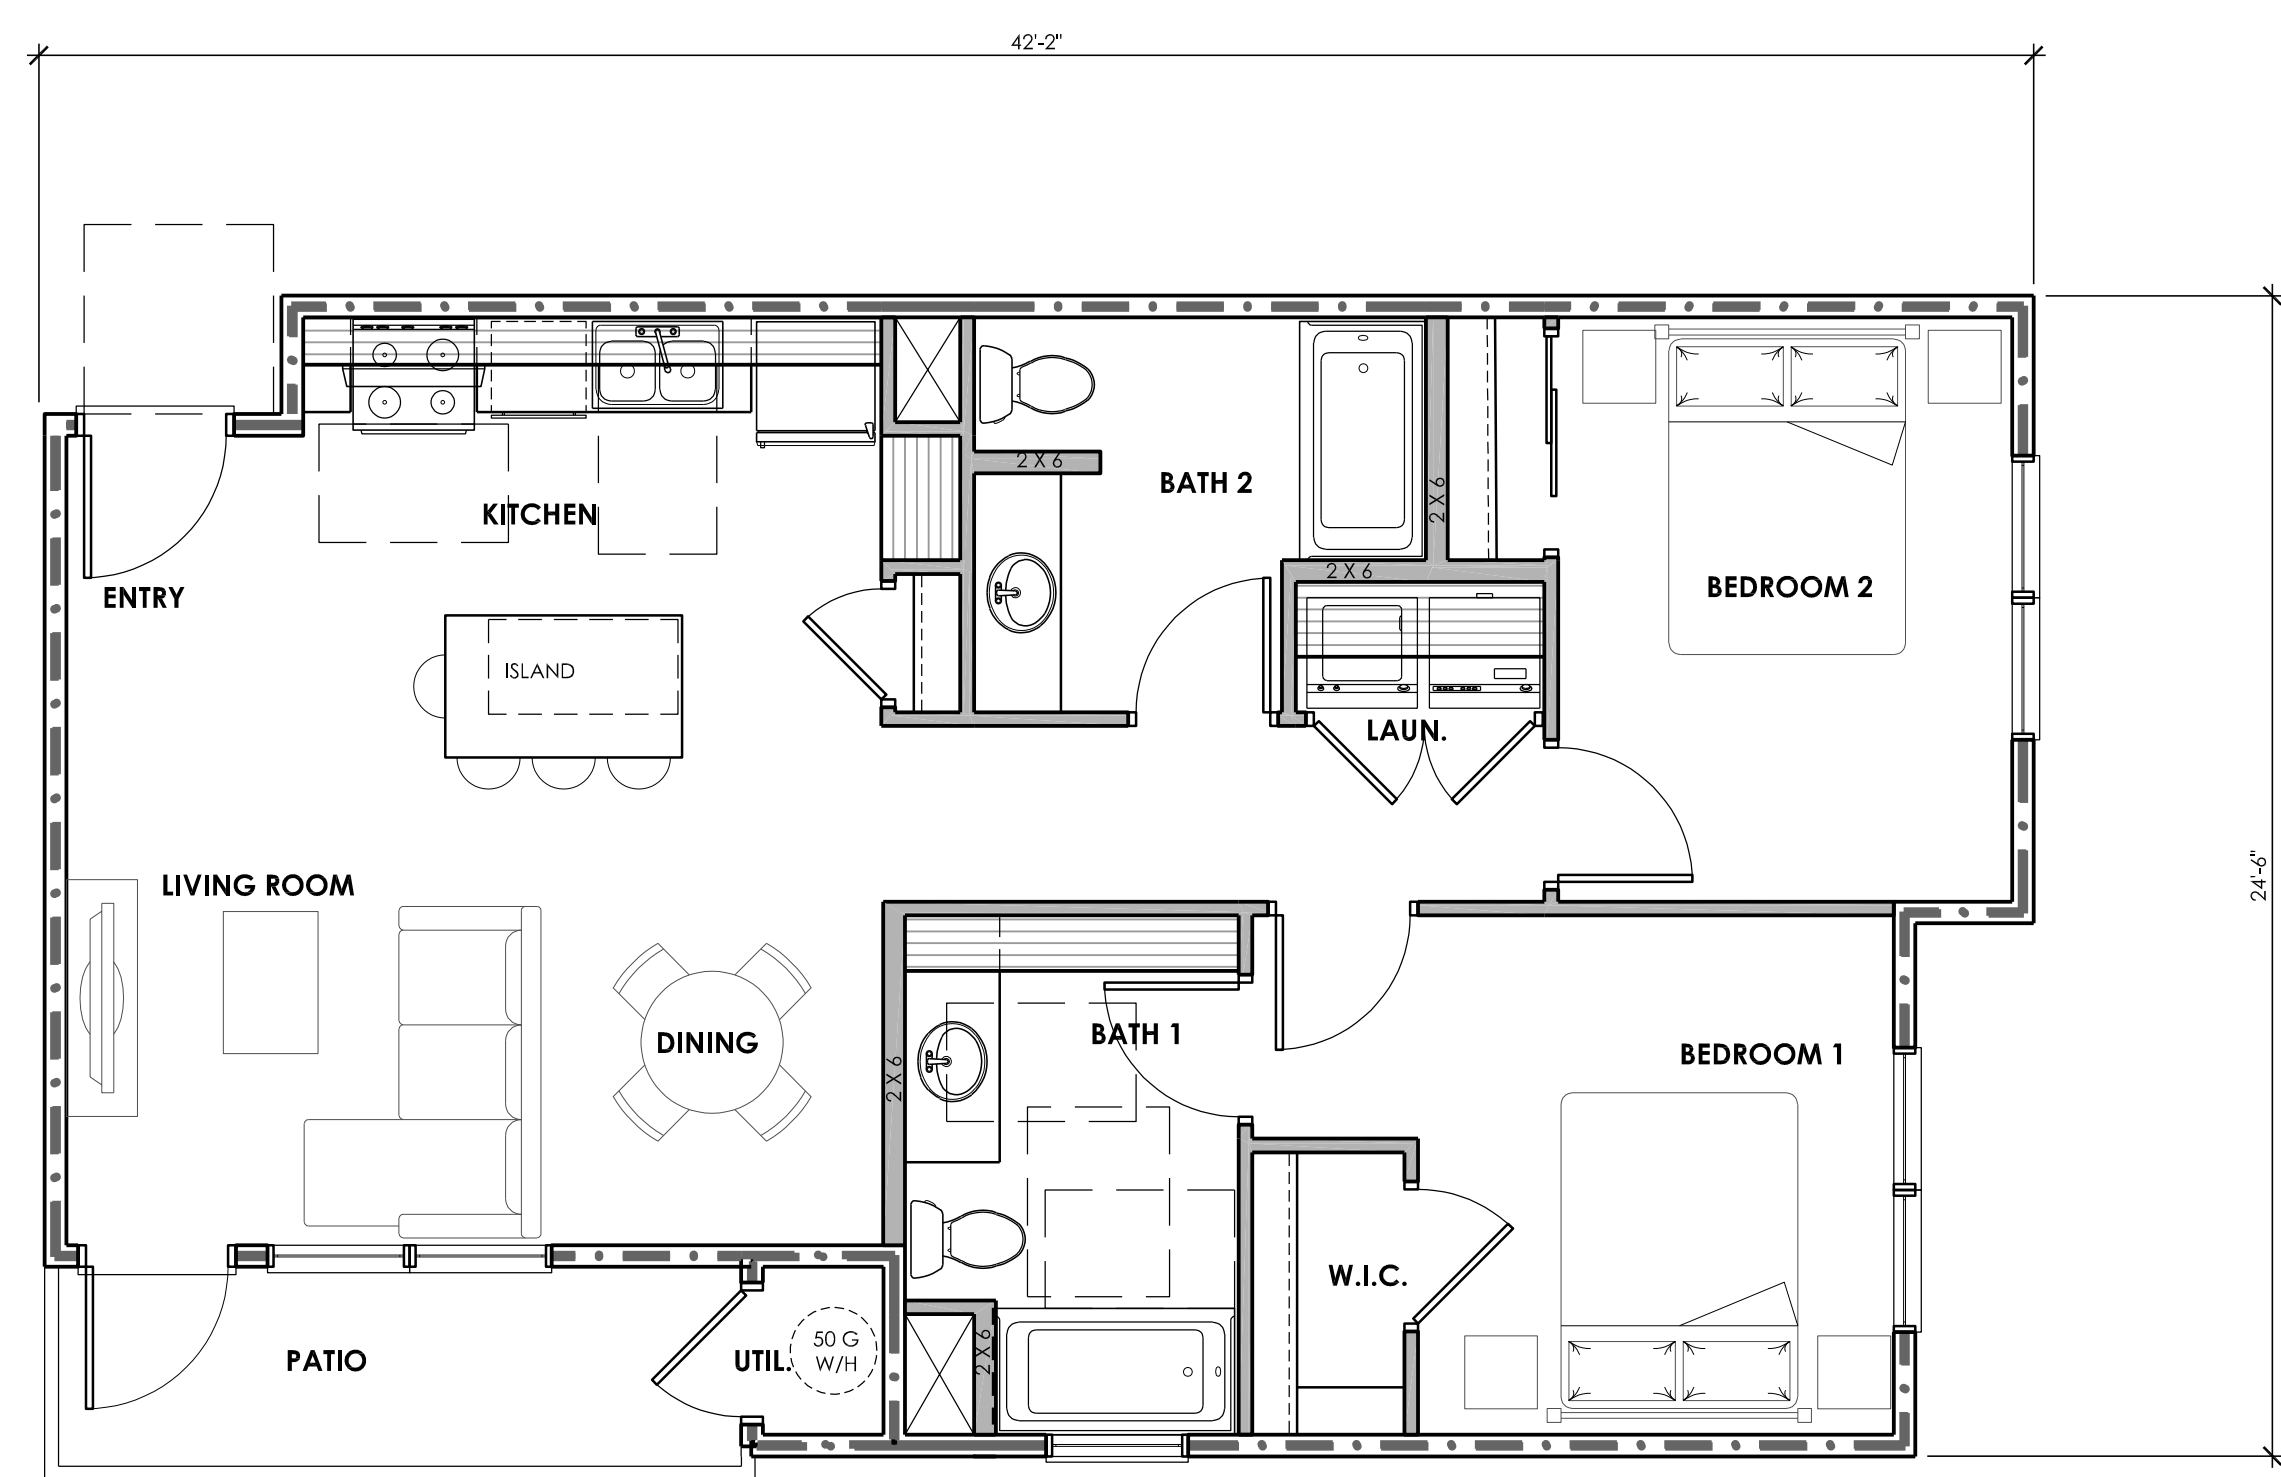 42'-2"
2 X 6
BATH 2
2 X 6
KITCHEN
2 X 6
BEDROOM 2
ENTRY
ISLAND
LAUN.
24'-6"
LIVING ROOM
BATH 1
DINING
BEDROOM 1
2 X 6
W.I.C.
50 G
W/H
2 X 6
PATIO
UTIL.